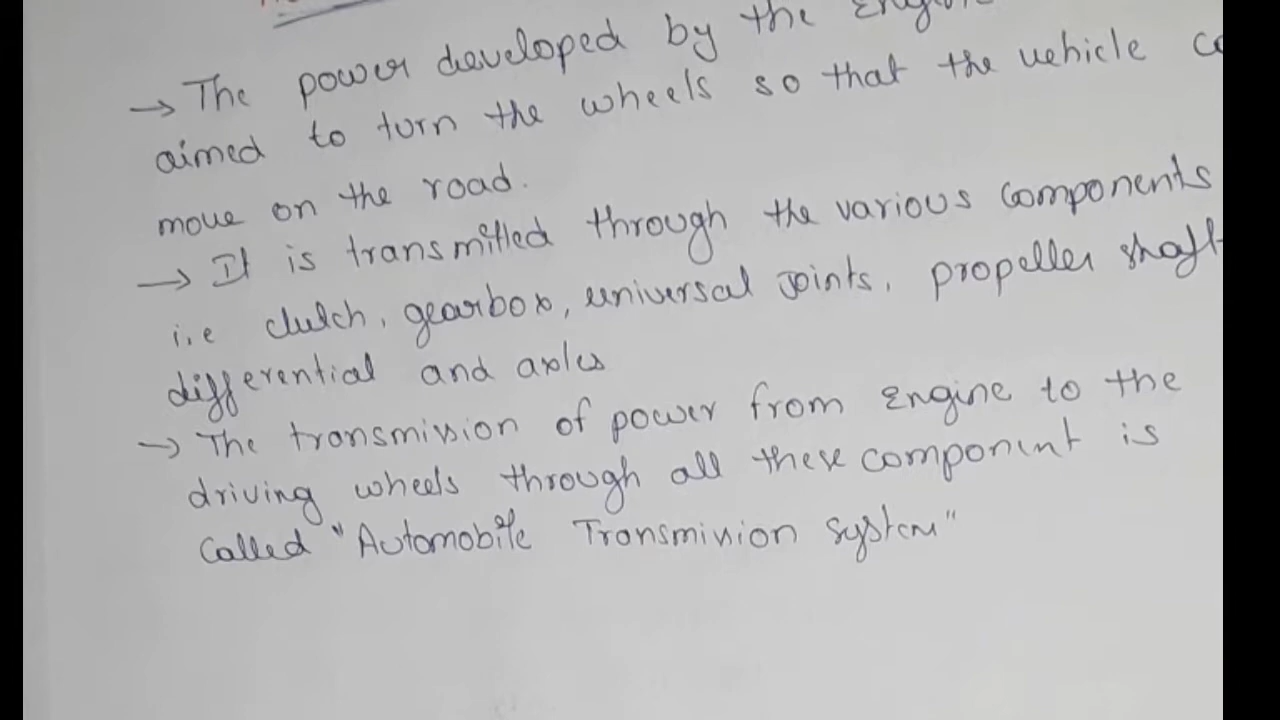 → The power developed by the Engine
aimed to turn the wheels so that the vehicle
move on the road.
→ It is transmitted through the various components
i.e clutch, gearbox, universal joints, propeller shaft
differential and axles
→ The transmission of power from Engine to the
driving wheels through all these component is
called "Automobile Transmission system"